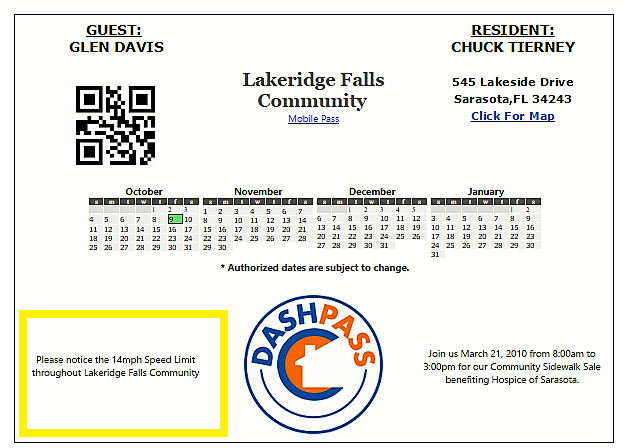 GUEST:
GLEN DAVIS
RESIDENT:
CHUCK TIERNEY
Lakeridge Falls
Community
Mobile Pass
545 Lakeside Drive
Sarasota,FL 34243
Click For Map
October
s m t w t f s
1 2 3
4 5 6 7 8 9 10
11 12 13 14 15 16 17
18 19 20 21 22 23 24
25 26 27 28 29 30 31
November
s m t w t f s
1 2 3 4 5 6 7
8 9 10 11 12 13 14
15 16 17 18 19 20 21
22 23 24 25 26 27 28
29 30
December
s m t w t f s
1 2 3 4 5
6 7 8 9 10 11 12
13 14 15 16 17 18 19
20 21 22 23 24 25 26
27 28 29 30 31
January
s m t w t f s
1 2
3 4 5 6 7 8 9
10 11 12 13 14 15 16
17 18 19 20 21 22 23
24 25 26 27 28 29 30
31
* Authorized dates are subject to change.
Please notice the 14mph Speed Limit
throughout Lakeridge Falls Community
DASHPASS
Join us March 21, 2010 from 8:00am to
3:00pm for our Community Sidewalk Sale
benefiting Hospice of Sarasota.